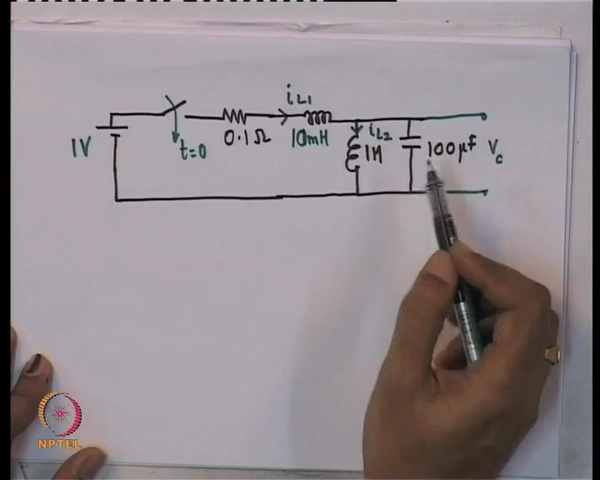 iL1
1V
t=0
0.1Ω
10mH
iL2
1H
100μF
Vc
NPTEL